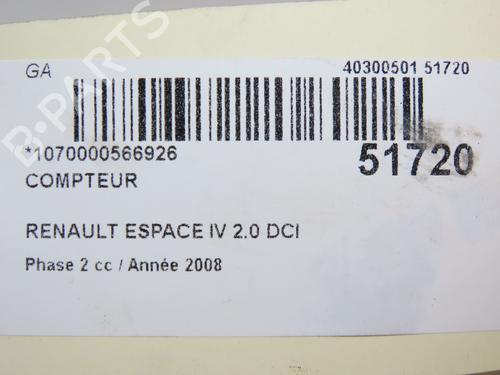 GA
40300501 51720
*1070000566926
51720
COMPTEUR
RENAULT ESPACE IV 2.0 DCI
Phase 2 cc / Année 2008
B-PARTS